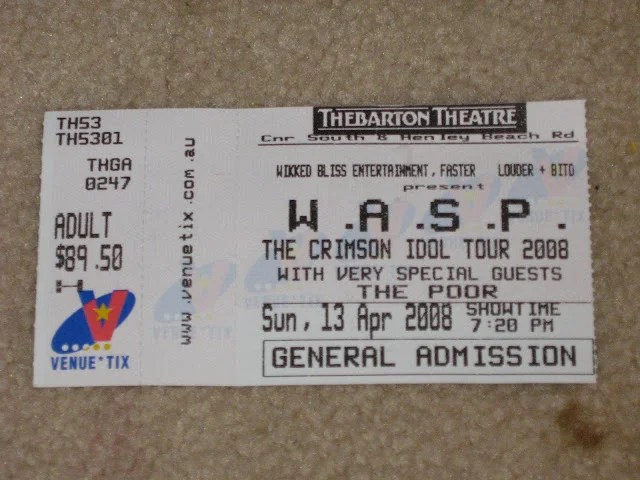 TH53
TH5301
THGA
0247
ADULT
$89.50
VENUE*TIX
www.venuetix.com.au
THEBARTON THEATRE
Cnr South & Henley Beach Rd
WIKKED BLISS ENTERTAINMENT, FASTER LOUDER + BITD
present
W.A.S.P.
THE CRIMSON IDOL TOUR 2008
WITH VERY SPECIAL GUESTS
THE POOR
Sun, 13 Apr 2008 SHOWTIME
7:20 PM
GENERAL ADMISSION